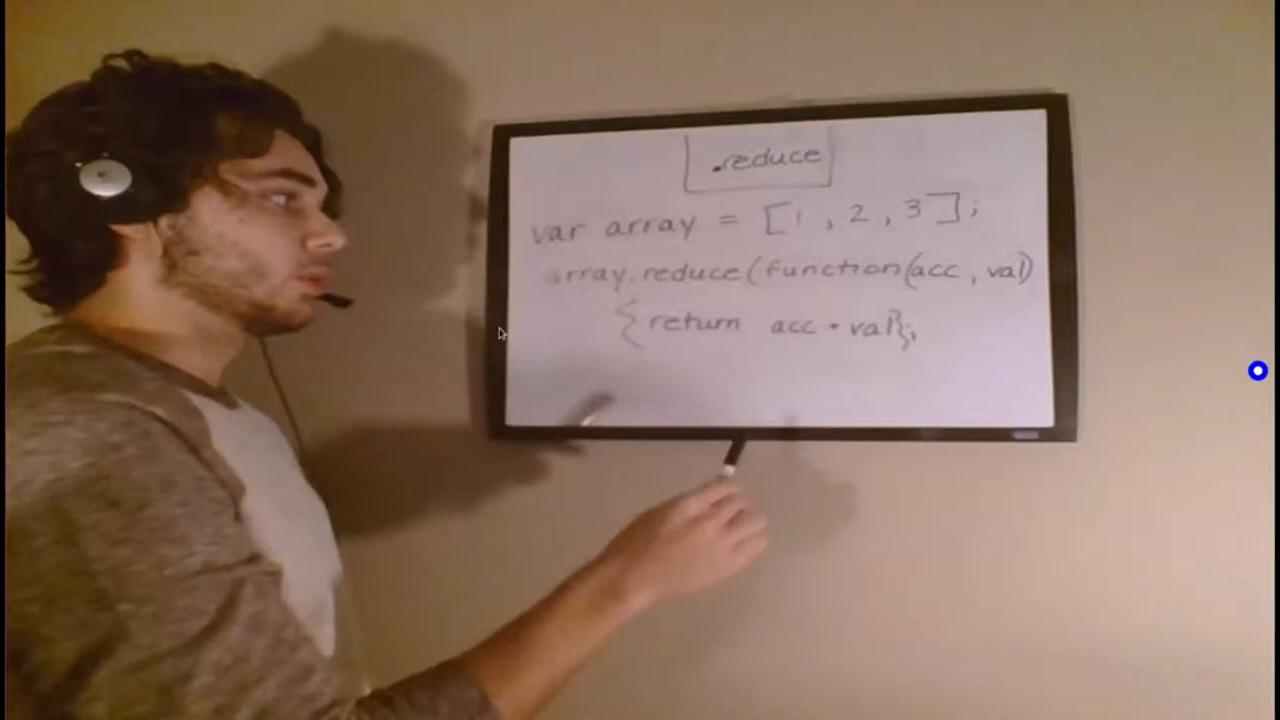 .reduce
var array = [1, 2, 3];
array.reduce(function(acc, val)
{return acc • val};